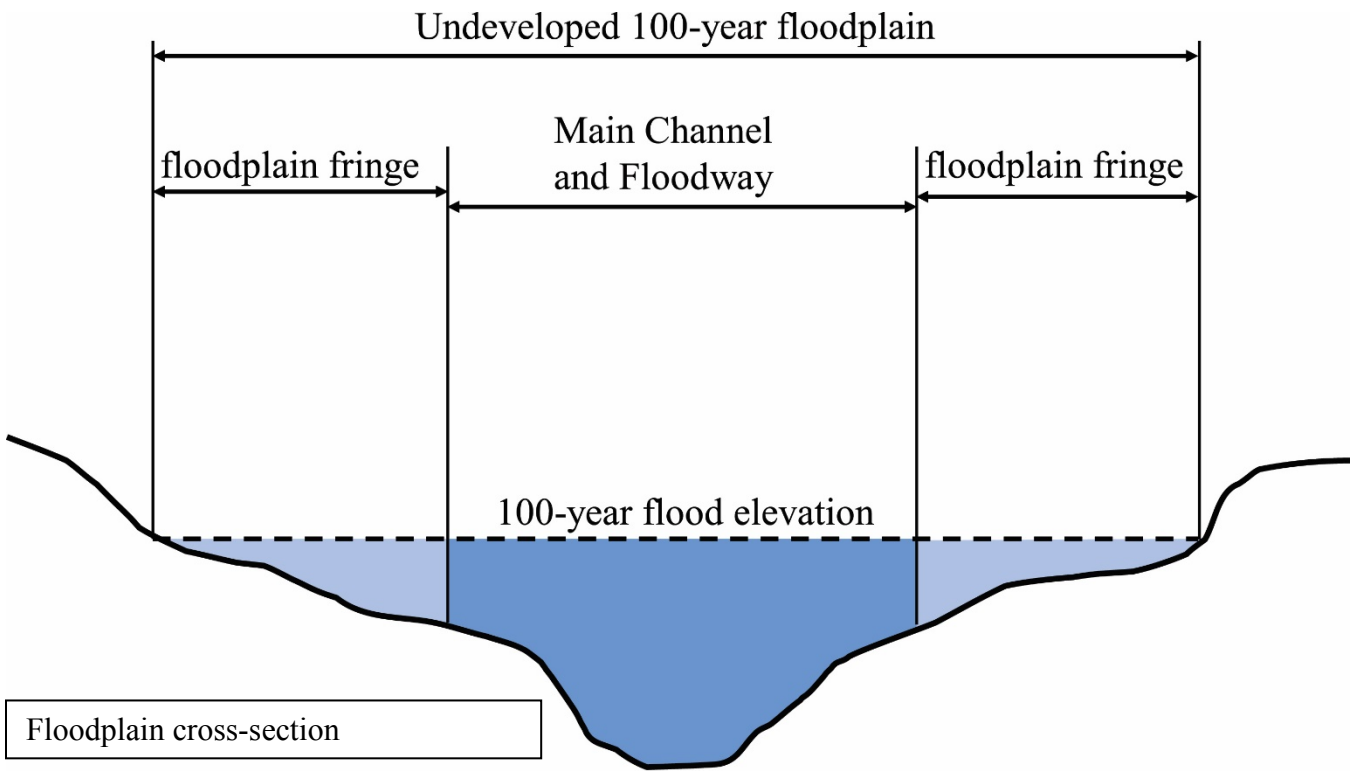 Undeveloped 100-year floodplain
Main Channel
and Floodway
floodplain fringe
floodplain fringe
100-year flood elevation
Floodplain cross-section